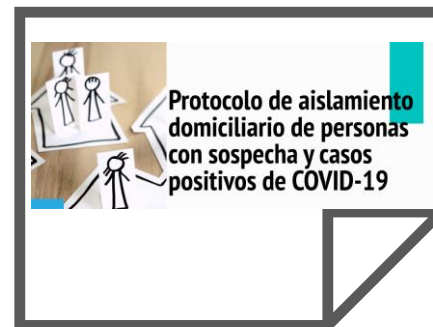 Protocolo de aislamiento
domiciliario de personas
con sospecha y casos
positivos de COVID-19